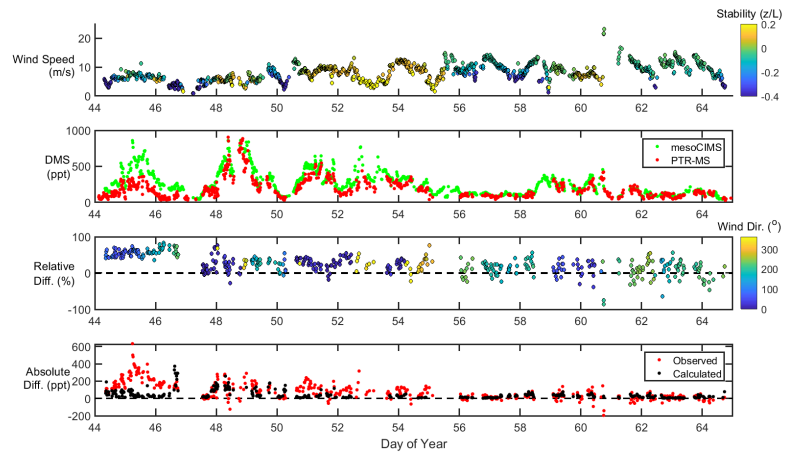 Stability (z/L)
Wind Speed
(m/s)
20
10
0
44 46 48 50 52 54 56 58 60 62 64
0.2
0
-0.2
-0.4
DMS
(ppt)
1000
500
0
mesoCIMS
PTR-MS
44 46 48 50 52 54 56 58 60 62 64
Wind Dir. (°)
Relative
Diff. (%)
100
0
-100
44 46 48 50 52 54 56 58 60 62 64
300
200
100
0
Absolute
Diff. (ppt)
600
400
200
0
-200
Observed
Calculated
44 46 48 50 52 54 56 58 60 62 64
Day of Year